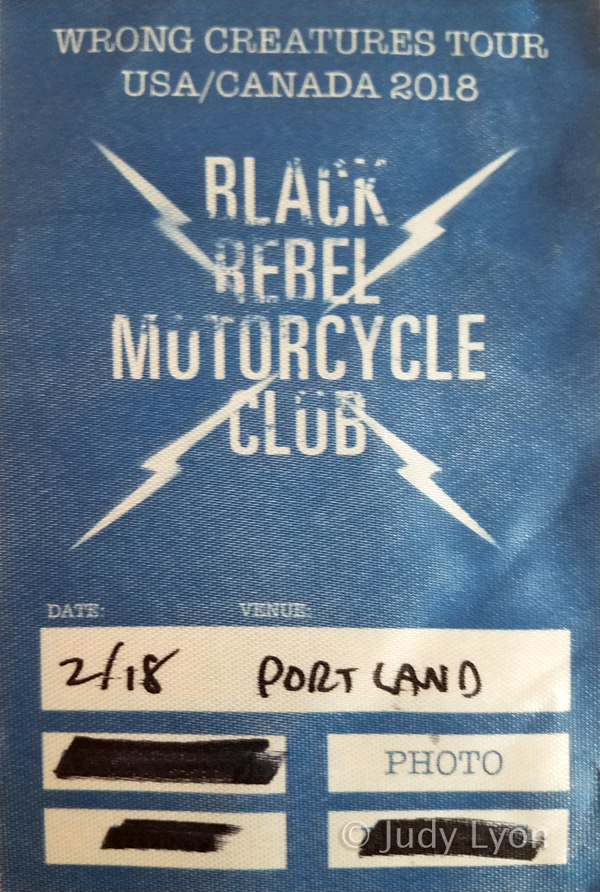 WRONG CREATURES TOUR
USA/CANADA 2018
BLACK
REBEL
MOTORCYCLE
CLUB
DATE: VENUE:
2/18 PORTLAND
PHOTO
© Judy Lyon